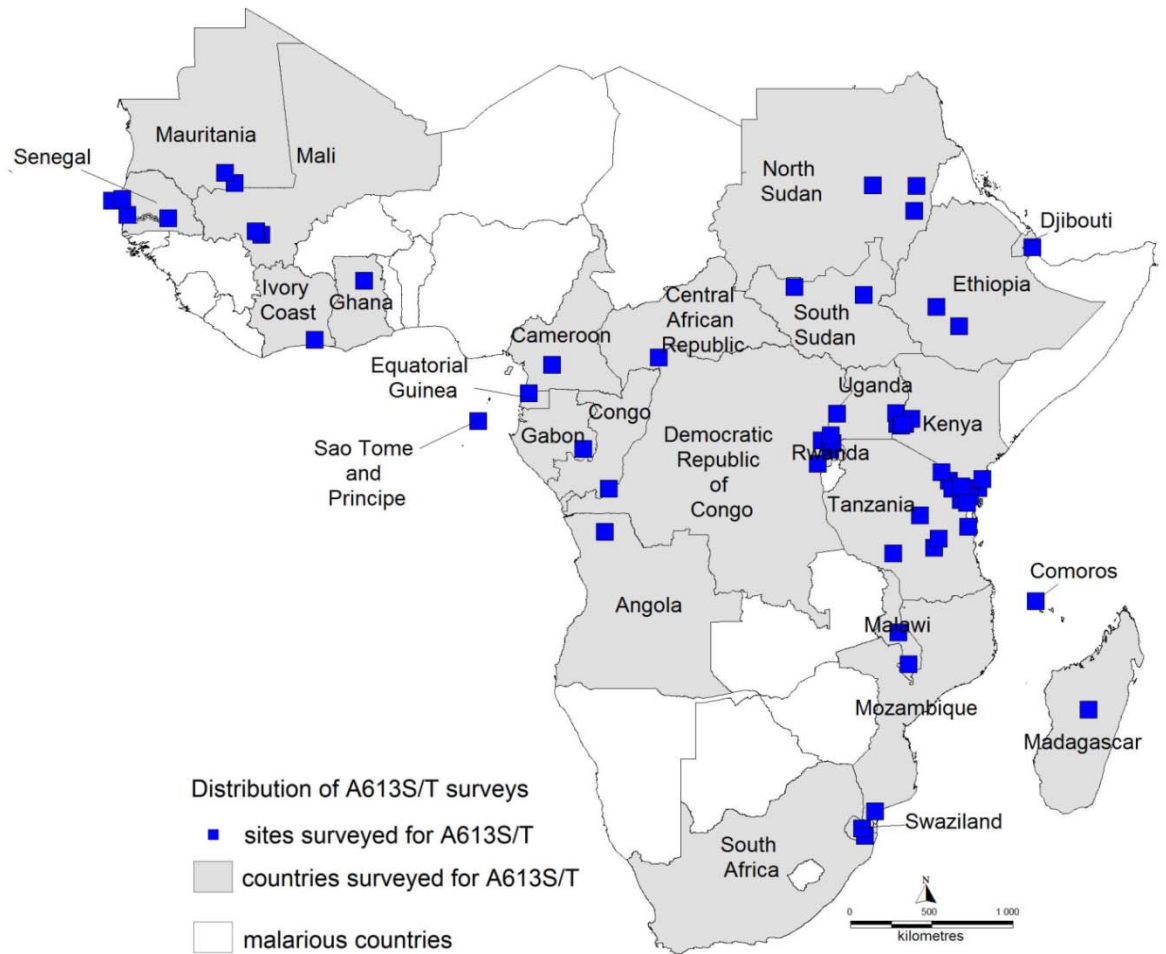 Mauritania
Senegal
Mali
North
Sudan
Djibouti
Ivory
Coast
Ghana
Central
African
Republic
South
Sudan
Ethiopia
Cameroon
Equatorial
Guinea
Uganda
Congo
Kenya
Gabon
Democratic
Republic
of
Congo
Rwanda
Sao Tome
and
Principe
Tanzania
Comoros
Angola
Malawi
Mozambique
Madagascar
Distribution of A613S/T surveys
sites surveyed for A613S/T
Swaziland
South
Africa
countries surveyed for A613S/T
N
0 500 1 000
kilometres
malarious countries